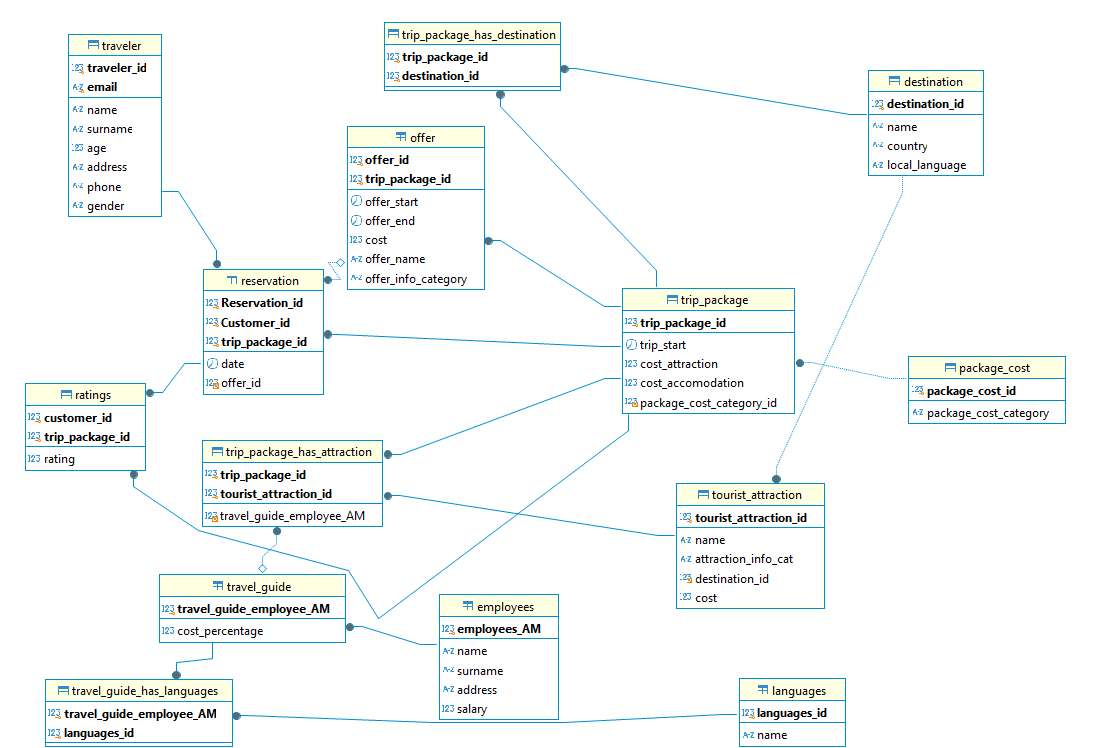 traveler
123 traveler_id
A-Z email
A-Z name
A-Z surname
123 age
A-Z address
A-Z phone
A-Z gender
trip_package_has_destination
123 trip_package_id
123 destination_id
destination
123 destination_id
A-Z name
A-Z country
A-Z local_language
offer
123 offer_id
123 trip_package_id
offer_start
offer_end
123 cost
A-Z offer_name
A-Z offer_info_category
reservation
123 Reservation_id
123 Customer_id
123 trip_package_id
date
123 offer_id
trip_package
123 trip_package_id
trip_start
123 cost_attraction
123 cost_accomodation
123 package_cost_category_id
package_cost
123 package_cost_id
A-Z package_cost_category
ratings
123 customer_id
123 trip_package_id
123 rating
trip_package_has_attraction
123 trip_package_id
123 tourist_attraction_id
123 travel_guide_employee_AM
tourist_attraction
123 tourist_attraction_id
A-Z name
A-Z attraction_info_cat
123 destination_id
123 cost
travel_guide
123 travel_guide_employee_AM
123 cost_percentage
employees
123 employees_AM
A-Z name
A-Z surname
A-Z address
123 salary
travel_guide_has_languages
123 travel_guide_employee_AM
123 languages_id
languages
123 languages_id
A-Z name